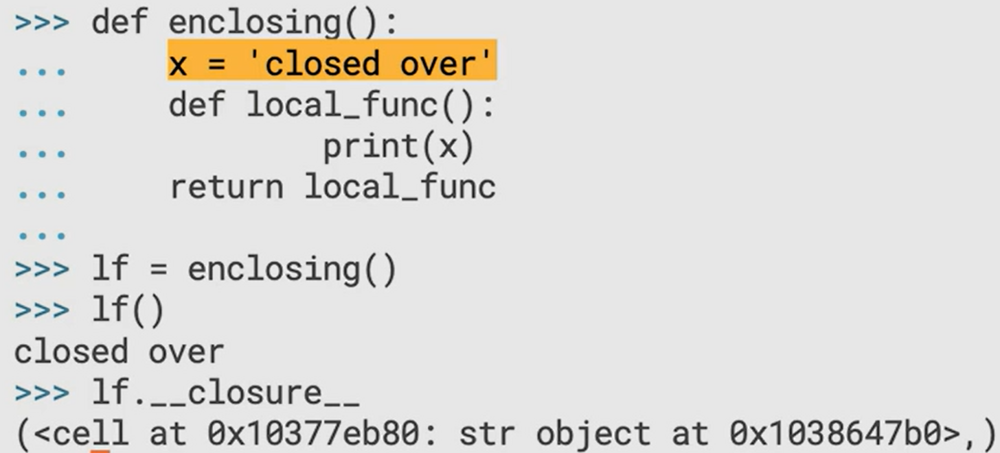 >>> def enclosing():
...     x = 'closed over'
...     def local_func():
...             print(x)
...     return local_func
...
>>> lf = enclosing()
>>> lf()
closed over
>>> lf.__closure__
(<cell at 0x10377eb80: str object at 0x1038647b0>,)